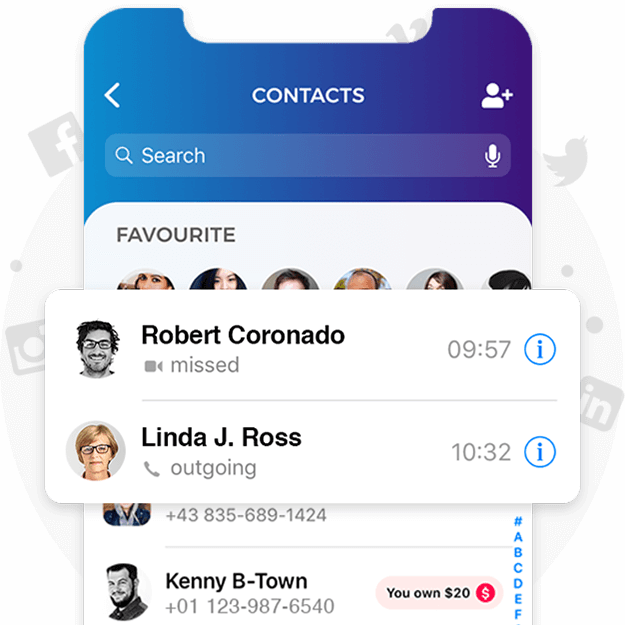 CONTACTS
Search
FAVOURITE
Robert Coronado
missed
09:57
Linda J. Ross
outgoing
10:32
+43 835-689-1424
Kenny B-Town
+01 123-987-6540
You own $20 $
#
A
B
C
D
E
F
f
in